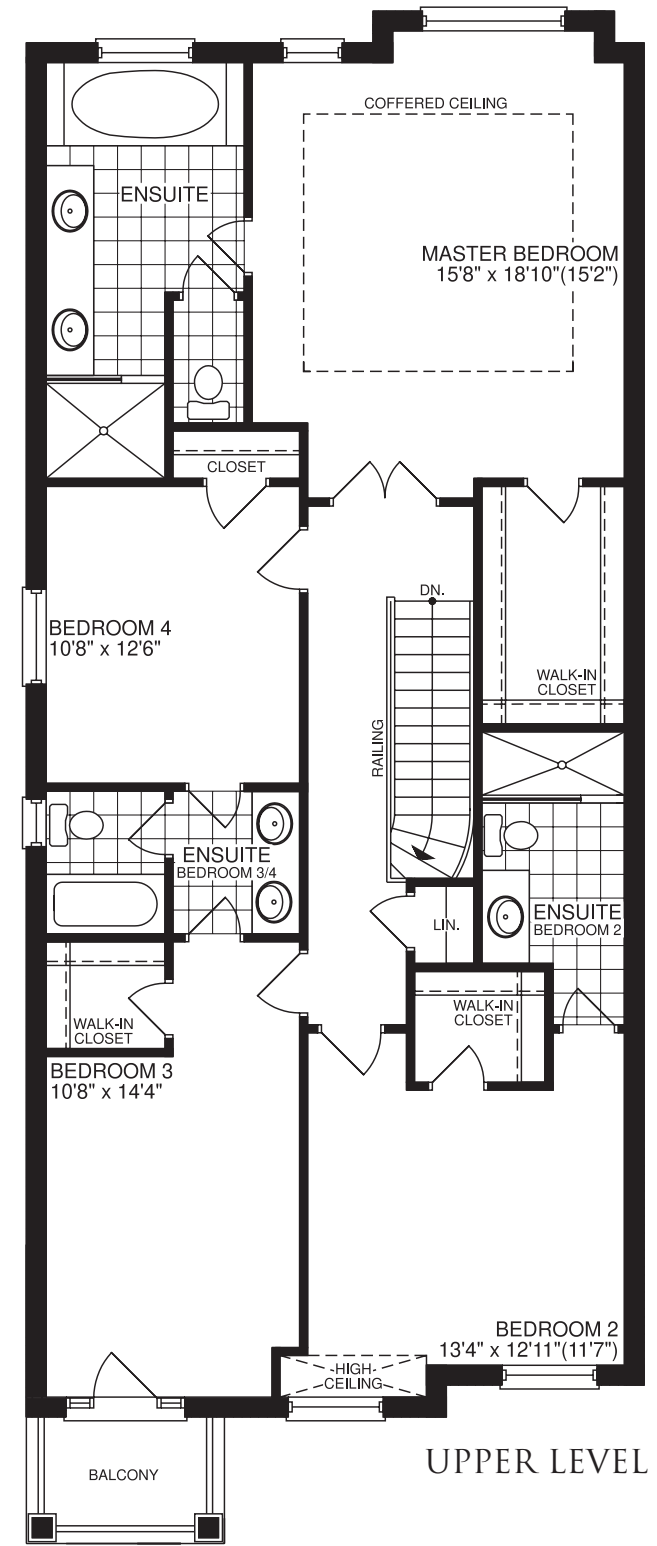 COFFERED CEILING
ENSUITE
MASTER BEDROOM
15'8" x 18'10"(15'2")
CLOSET
DN.
BEDROOM 4
10'8" x 12'6"
WALK-IN
CLOSET
RAILING
ENSUITE
BEDROOM 3/4
ENSUITE
BEDROOM 2
LIN.
WALK-IN
CLOSET
WALK-IN
CLOSET
BEDROOM 3
10'8" x 14'4"
BEDROOM 2
13'4" x 12'11"(11'7")
HIGH
CEILING
UPPER LEVEL
BALCONY